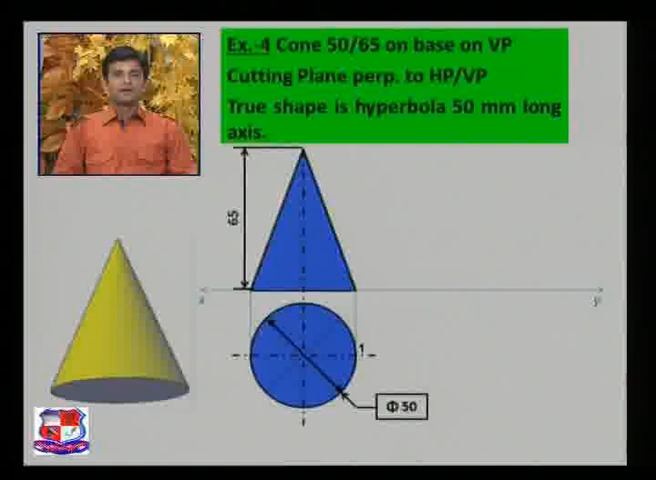 Ex.-4 Cone 50/65 on base on VP
Cutting Plane perp. to HP/VP
True shape is hyperbola 50 mm long
axis.
65
x
y
1
Φ 50